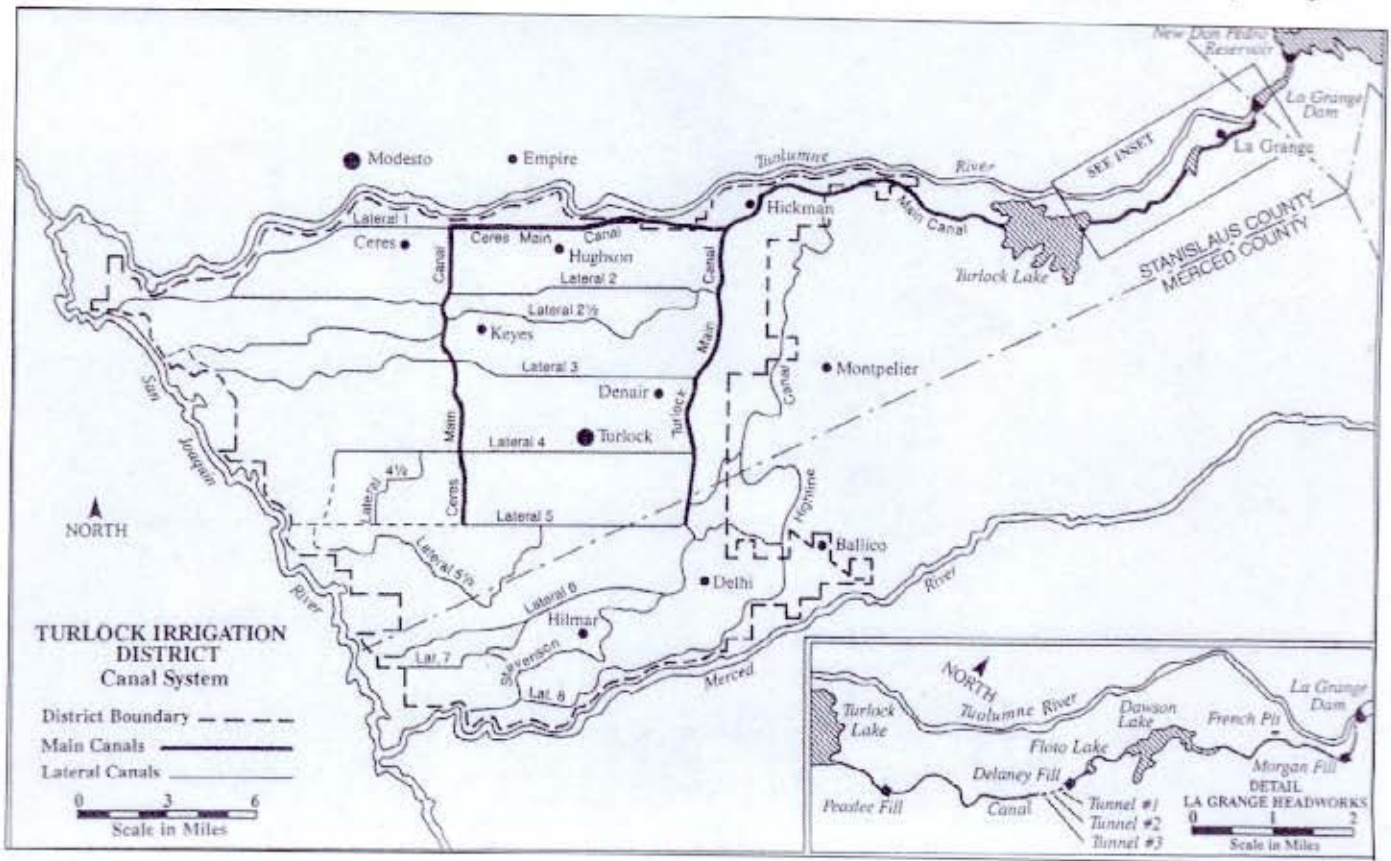 New Don Pedro
Reservoir
La Grange
Dam
La Grange
SEE INSET
Modesto
Empire
Tuolumne
River
Hickman
Main Canal
Turlock Lake
STANISLAUS COUNTY
MERCED COUNTY
Lateral 1
Ceres
Canal
Ceres Main Canal
Hughson
Canal
Lateral 2
Lateral 2½
Keyes
Main
Lateral 3
Denair
Montpelier
Canal
Turlock
Main
Lateral 4
Turlock
San
Joaquin
River
Lateral 4½
Ceres
Lateral 5
Highline
Lateral 5½
Ballico
Delhi
Lateral 6
Hilmar
Lat. 7
Stevenson
Lat. 8
Merced
River
NORTH
TURLOCK IRRIGATION
DISTRICT
Canal System
District Boundary
Main Canals
Lateral Canals
0 3 6
Scale in Miles
NORTH
Turlock
Lake
Tuolumne River
Dawson
Lake
French Pit
La Grange
Dam
Floto Lake
Delaney Fill
Morgan Fill
Peaslee Fill
Canal
Tunnel #1
Tunnel #2
Tunnel #3
DETAIL
LA GRANGE HEADWORKS
0 1 2
Scale in Miles